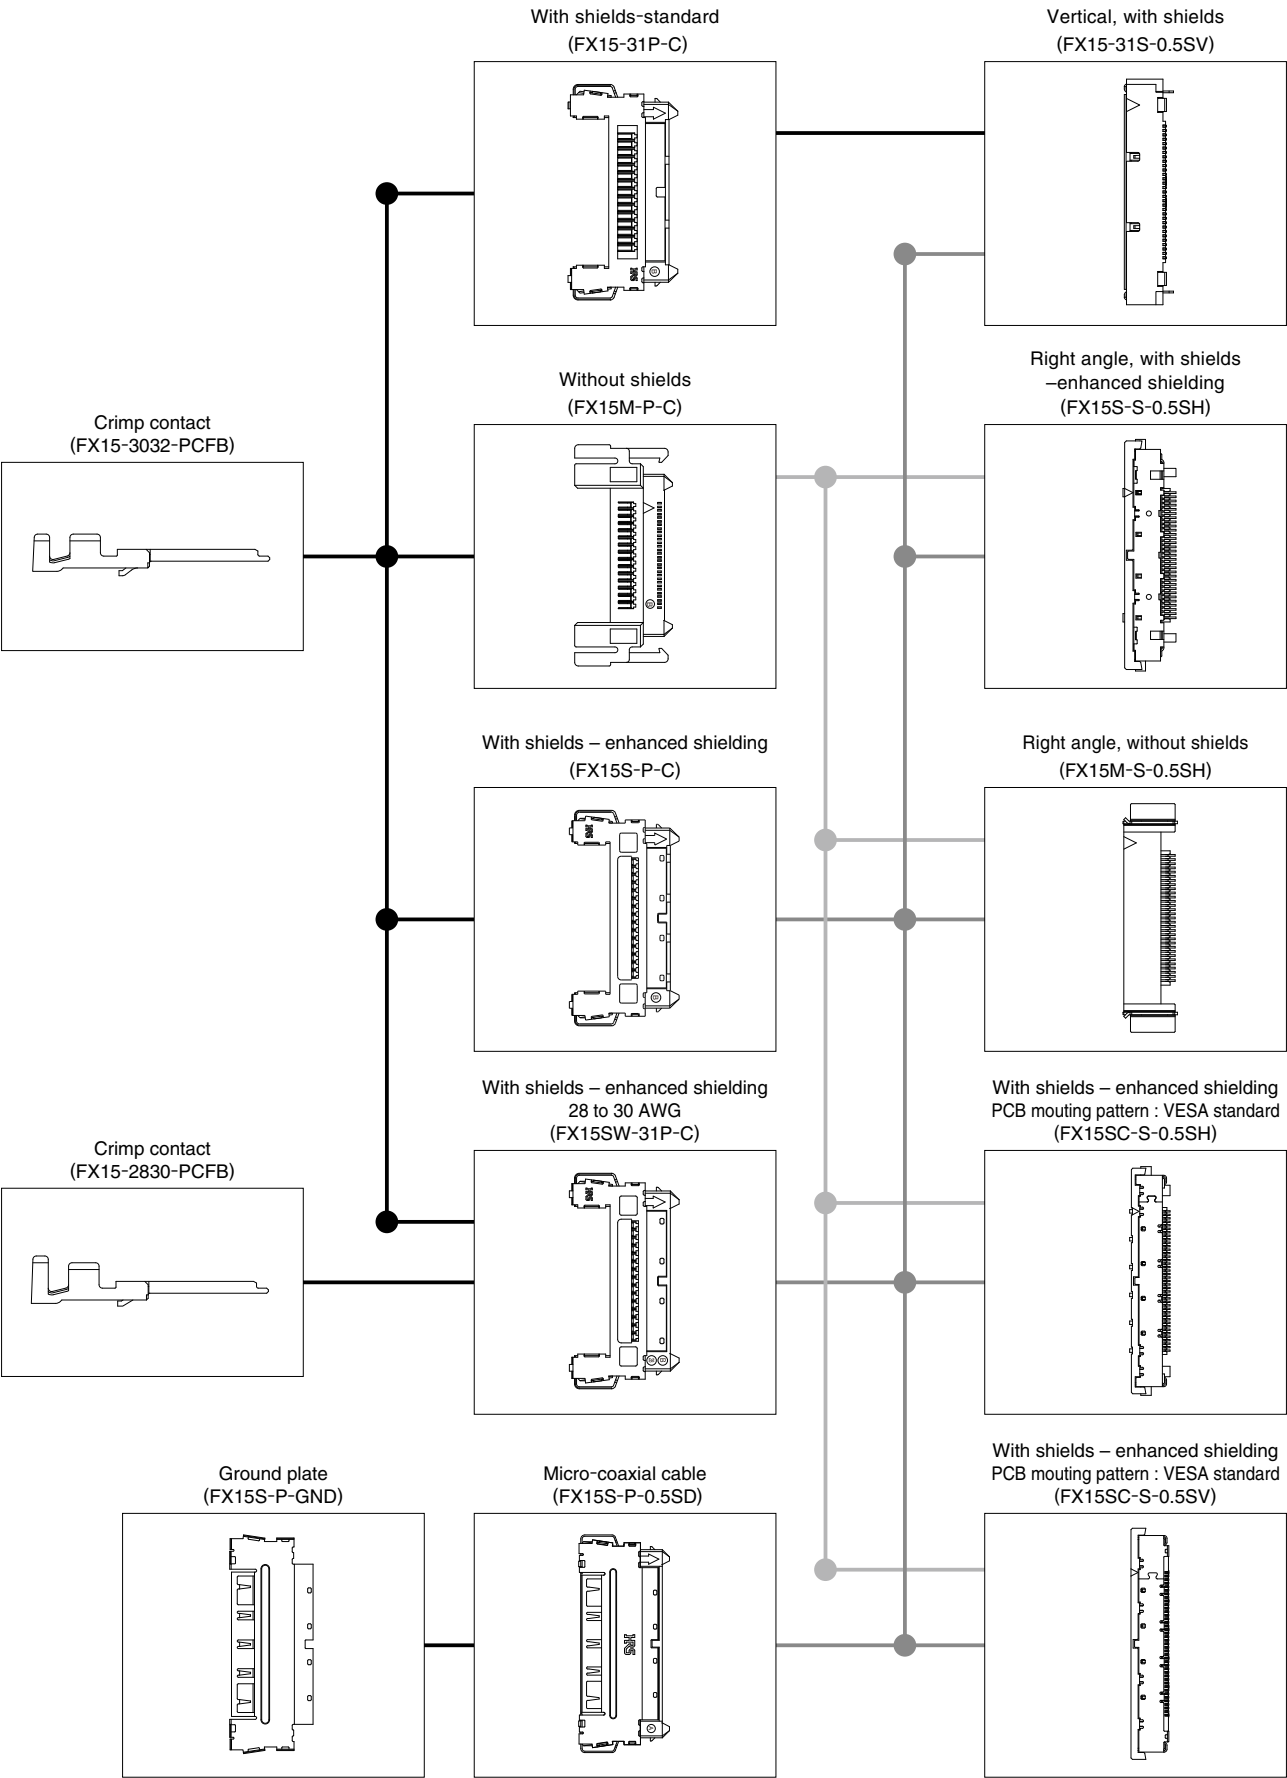 With shields-standard
(FX15-31P-C)
Vertical, with shields
(FX15-31S-0.5SV)
Without shields
(FX15M-P-C)
Right angle, with shields
–enhanced shielding
(FX15S-S-0.5SH)
Crimp contact
(FX15-3032-PCFB)
With shields – enhanced shielding
(FX15S-P-C)
Right angle, without shields
(FX15M-S-0.5SH)
With shields – enhanced shielding
28 to 30 AWG
(FX15SW-31P-C)
With shields – enhanced shielding
PCB mouting pattern : VESA standard
(FX15SC-S-0.5SH)
Crimp contact
(FX15-2830-PCFB)
Ground plate
(FX15S-P-GND)
Micro-coaxial cable
(FX15S-P-0.5SD)
With shields – enhanced shielding
PCB mouting pattern : VESA standard
(FX15SC-S-0.5SV)
HRS